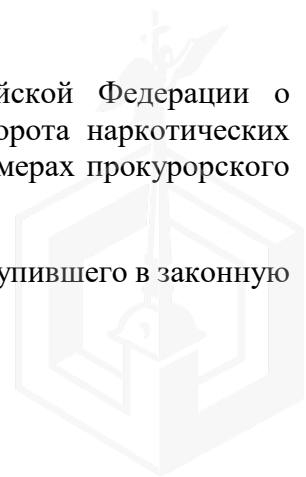 йской Федерации о
орота наркотических
мерах прокурорского
упившего в законную